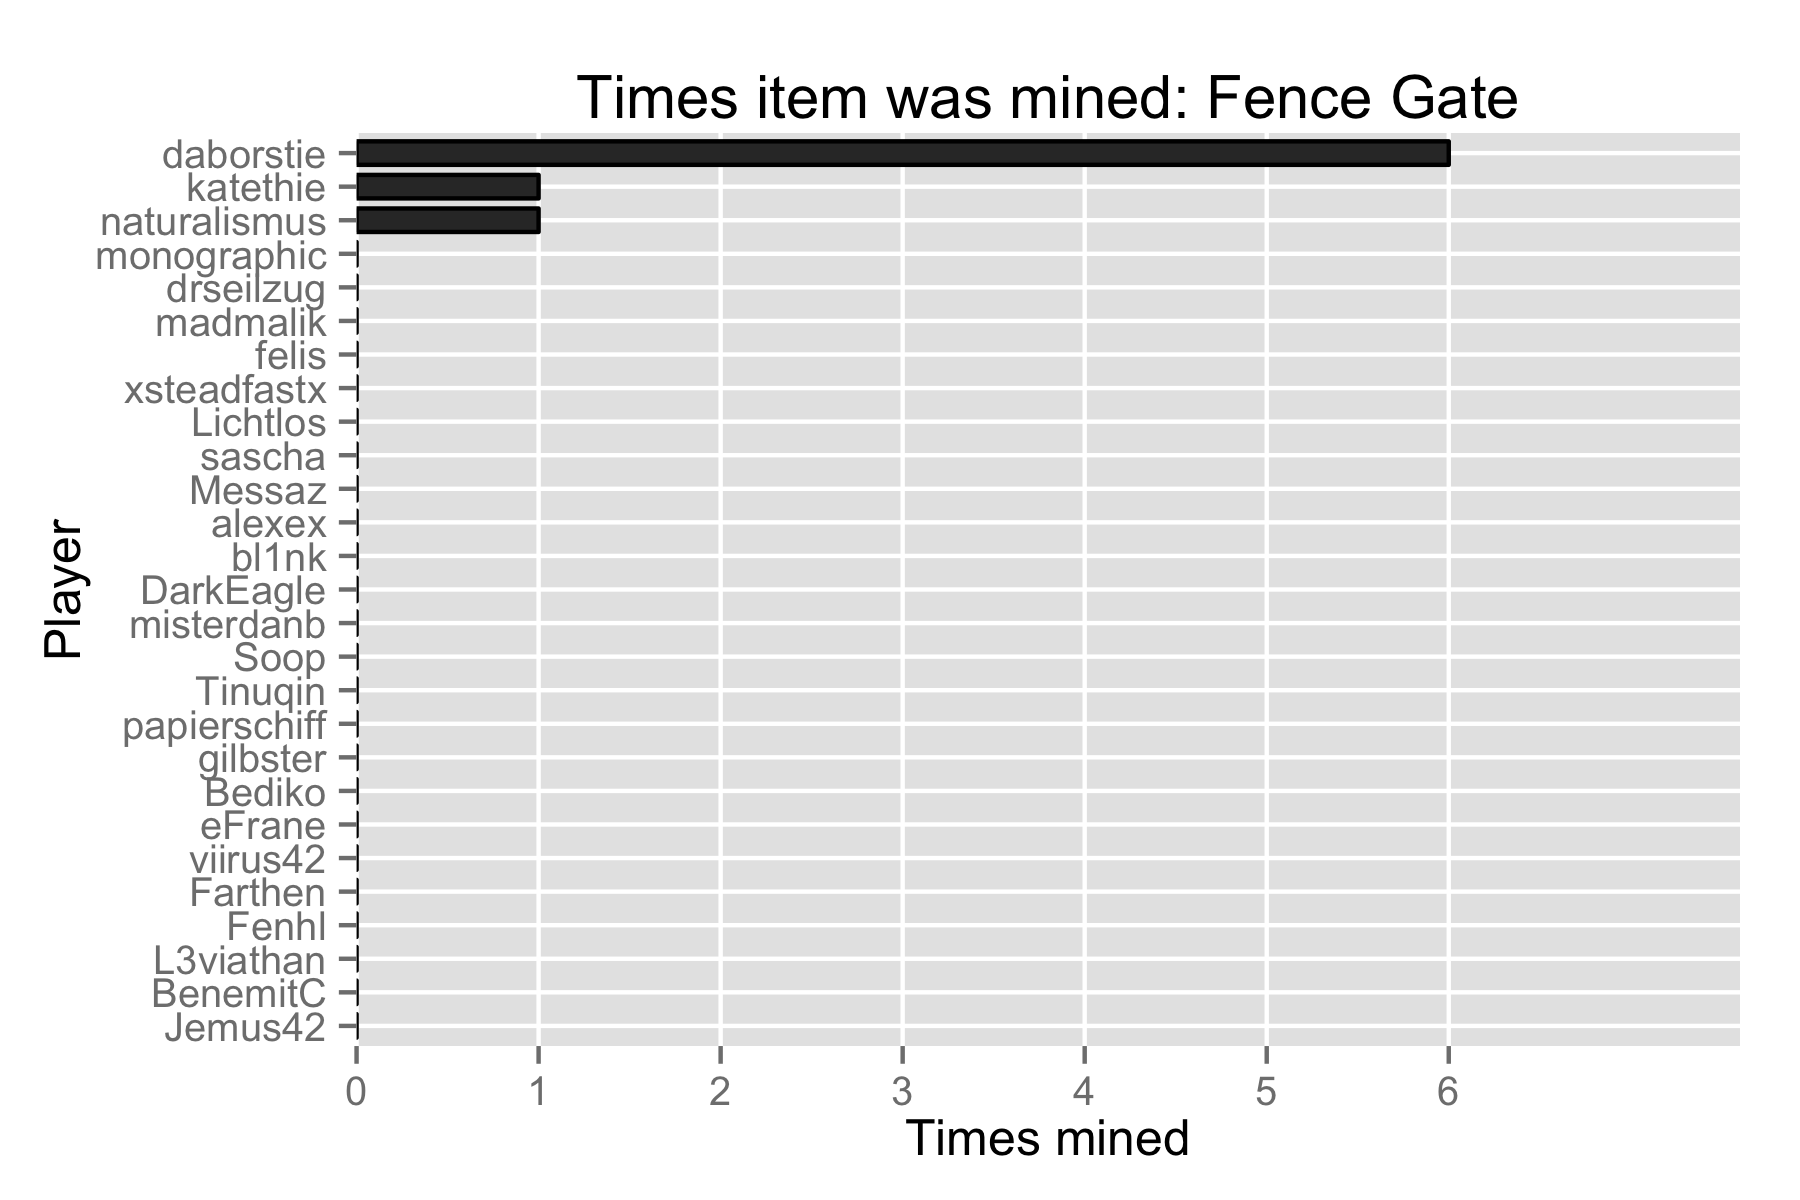 Times item was mined: Fence Gate
Player
daborstie
katethie
naturalismus
monographic
drseilzug
madmalik
felis
xsteadfastx
Lichtlos
sascha
Messaz
alexex
bl1nk
DarkEagle
misterdanb
Soop
Tinuqin
papierschiff
gilbster
Bediko
eFrane
viirus42
Farthen
Fenhl
L3viathan
BenemitC
Jemus42
0 1 2 3 4 5 6
Times mined